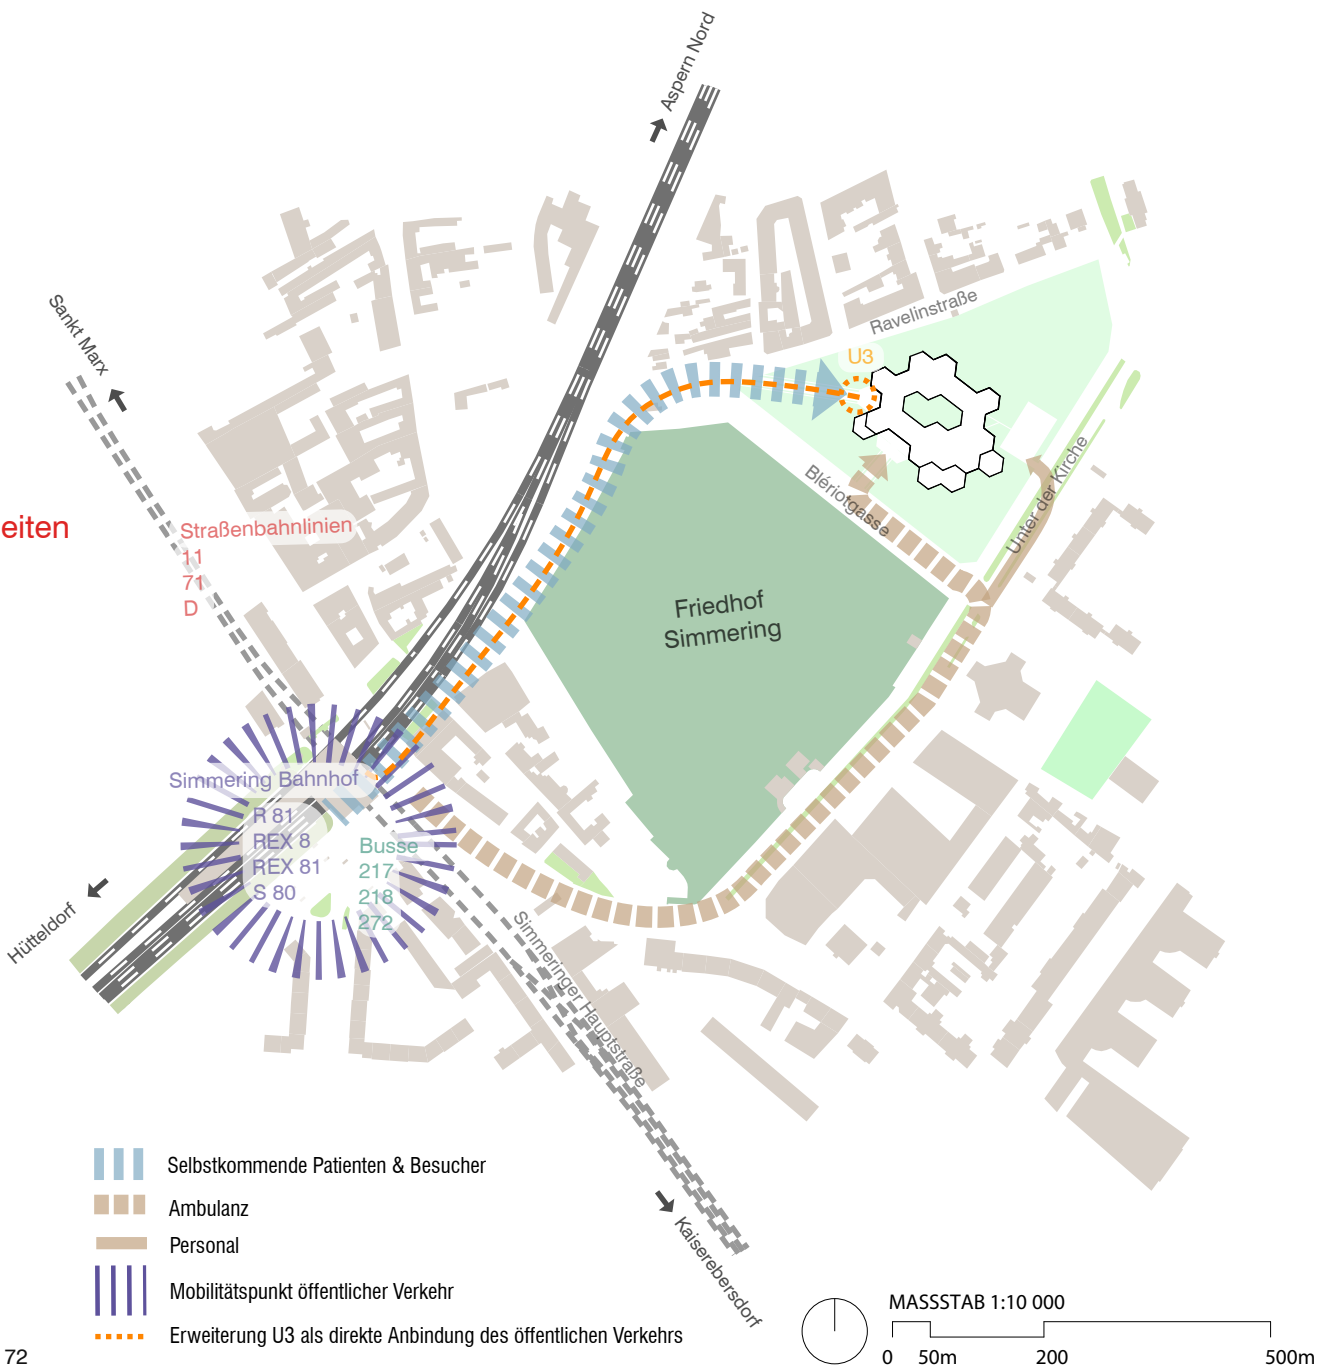 Aspern Nord
Sankt Marx
Ravelinstraße
U3
Blériotgasse
Unter der Kirche
eiten
Straßenbahnlinien
11
71
D
Friedhof
Simmering
Simmering Bahnhof
R 81
REX 8
REX 81
S 80
Busse
217
218
272
Hütteldorf
Simmeringer Hauptstraße
Kaiserebersdorf
Selbstkommende Patienten & Besucher
Ambulanz
Personal
Mobilitätspunkt öffentlicher Verkehr
Erweiterung U3 als direkte Anbindung des öffentlichen Verkehrs
MASSSTAB 1:10 000
0 50m 200 500m
72